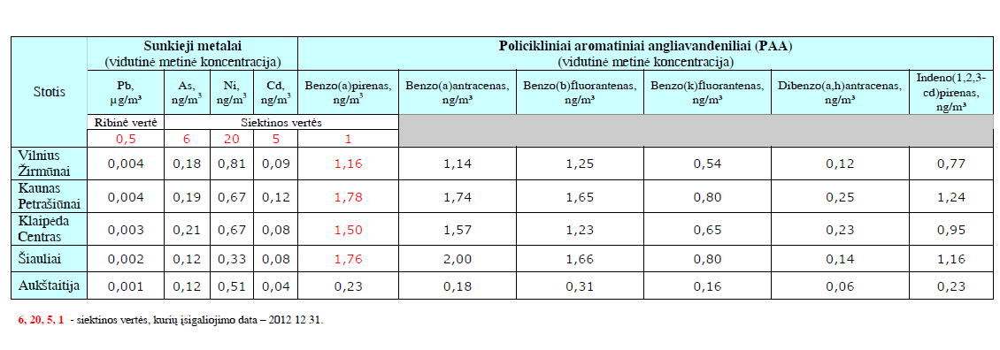 Stotis
Sunkieji metalai
(vidutinė metinė koncentracija)
Policikliniai aromatiniai angliavandeniliai (PAA)
(vidutinė metinė koncentracija)
Pb,
µg/m³
As,
ng/m³
Ni,
ng/m³
Cd,
ng/m³
Benzo(a)pirenas,
ng/m³
Benzo(a)antracenas,
ng/m³
Benzo(b)fluorantenas,
ng/m³
Benzo(k)fluorantenas,
ng/m³
Dibenzo(a,h)antracenas,
ng/m³
Indeno(1,2,3-
cd)pirenas,
ng/m³
Ribinė vertė Siektinos vertės
0,5 6 20 5 1
Vilnius
Žirmūnai
0,004 0,18 0,81 0,09 1,16 1,14 1,25 0,54 0,12 0,77
Kaunas
Petrašiūnai
0,004 0,19 0,67 0,12 1,78 1,74 1,65 0,80 0,25 1,24
Klaipėda
Centras
0,003 0,21 0,67 0,08 1,50 1,57 1,23 0,65 0,23 0,95
Šiauliai 0,002 0,12 0,33 0,08 1,76 2,00 1,66 0,80 0,14 1,16
Aukštaitija 0,001 0,12 0,51 0,04 0,23 0,18 0,31 0,16 0,06 0,23
6, 20, 5, 1 - siektinos vertės, kurių įsigaliojimo data – 2012 12 31.